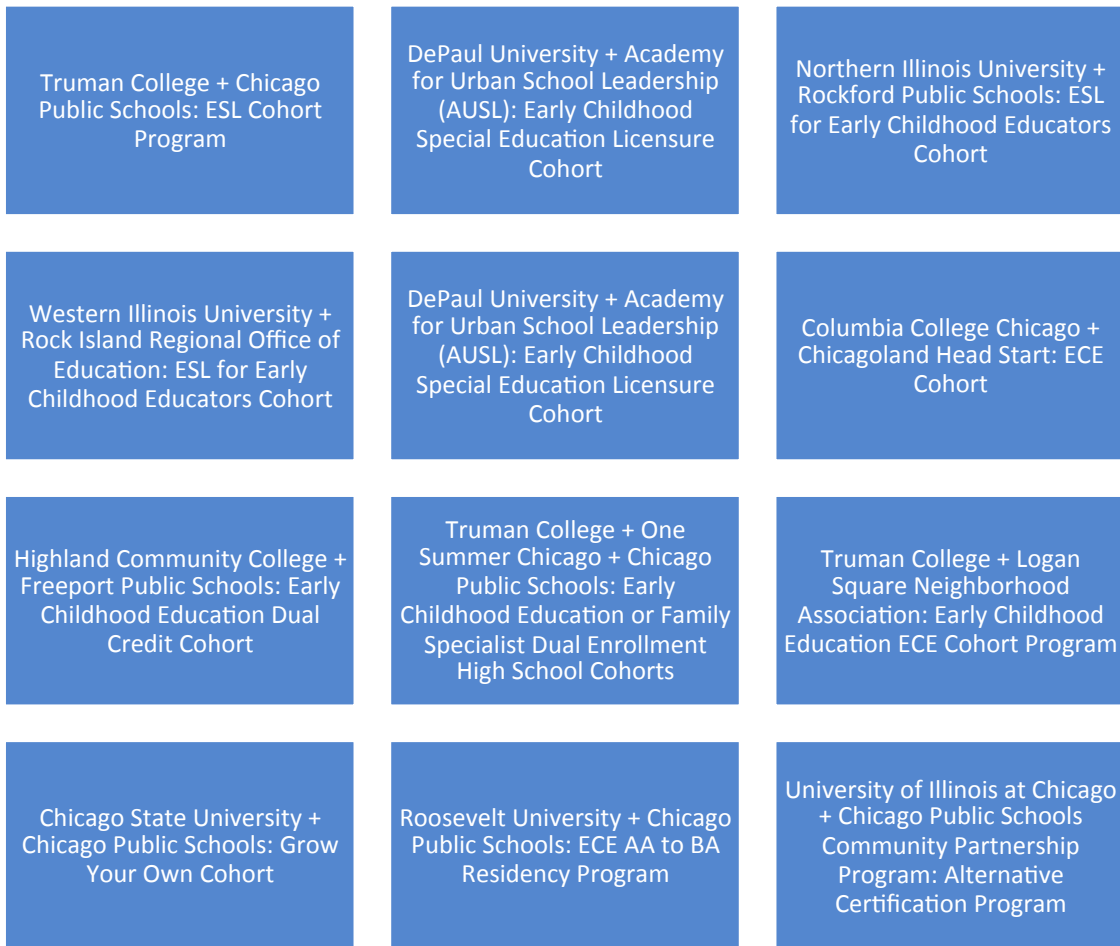 Truman College + Chicago
Public Schools: ESL Cohort
Program
DePaul University + Academy
for Urban School Leadership
(AUSL): Early Childhood
Special Education Licensure
Cohort
Northern Illinois University +
Rockford Public Schools: ESL
for Early Childhood Educators
Cohort
Western Illinois University +
Rock Island Regional Office of
Education: ESL for Early
Childhood Educators Cohort
DePaul University + Academy
for Urban School Leadership
(AUSL): Early Childhood
Special Education Licensure
Cohort
Columbia College Chicago +
Chicagoland Head Start: ECE
Cohort
Highland Community College +
Freeport Public Schools: Early
Childhood Education Dual
Credit Cohort
Truman College + One
Summer Chicago + Chicago
Public Schools: Early
Childhood Education or Family
Specialist Dual Enrollment
High School Cohorts
Truman College + Logan
Square Neighborhood
Association: Early Childhood
Education ECE Cohort Program
Chicago State University +
Chicago Public Schools: Grow
Your Own Cohort
Roosevelt University + Chicago
Public Schools: ECE AA to BA
Residency Program
University of Illinois at Chicago
+ Chicago Public Schools
Community Partnership
Program: Alternative
Certification Program